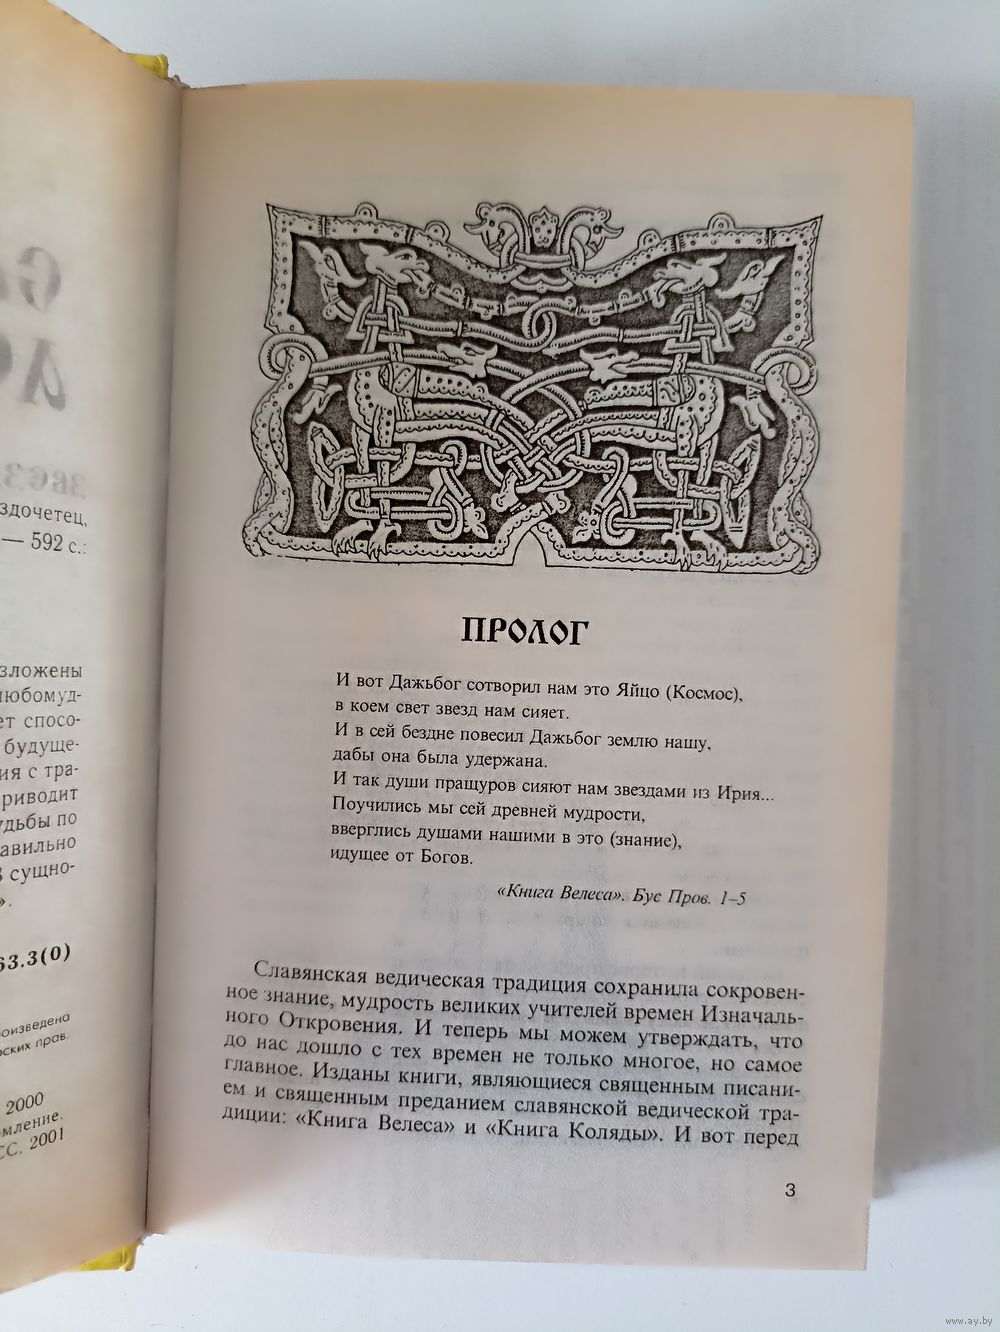 здочетец,
— 592 с.:
зложены
любомуд-
ет спосо-
будуще-
ия с тра-
риводит
удьбы по
авильно
В сущно-
».
63.3(0)
оизведено
рских прав.
2000
омление.
СС, 2001
ПРОЛОГ
И вот Дажьбог сотворил нам это Яйцо (Космос),
в коем свет звезд нам сияет.
И в сей бездне повесил Дажьбог землю нашу,
дабы она была удержана.
И так души пращуров сияют нам звездами из Ирия...
Поучились мы сей древней мудрости,
вверглись душами нашими в это (знание),
идущее от Богов.
«Книга Велеса». Бус Пров. 1–5
Славянская ведическая традиция сохранила сокровен-
ное знание, мудрость великих учителей времен Изначаль-
ного Откровения. И теперь мы можем утверждать, что
до нас дошло с тех времен не только многое, но самое
главное. Изданы книги, являющиеся священным писани-
ем и священным преданием славянской ведической тра-
диции: «Книга Велеса» и «Книга Коляды». И вот перед
3
www.ay.by